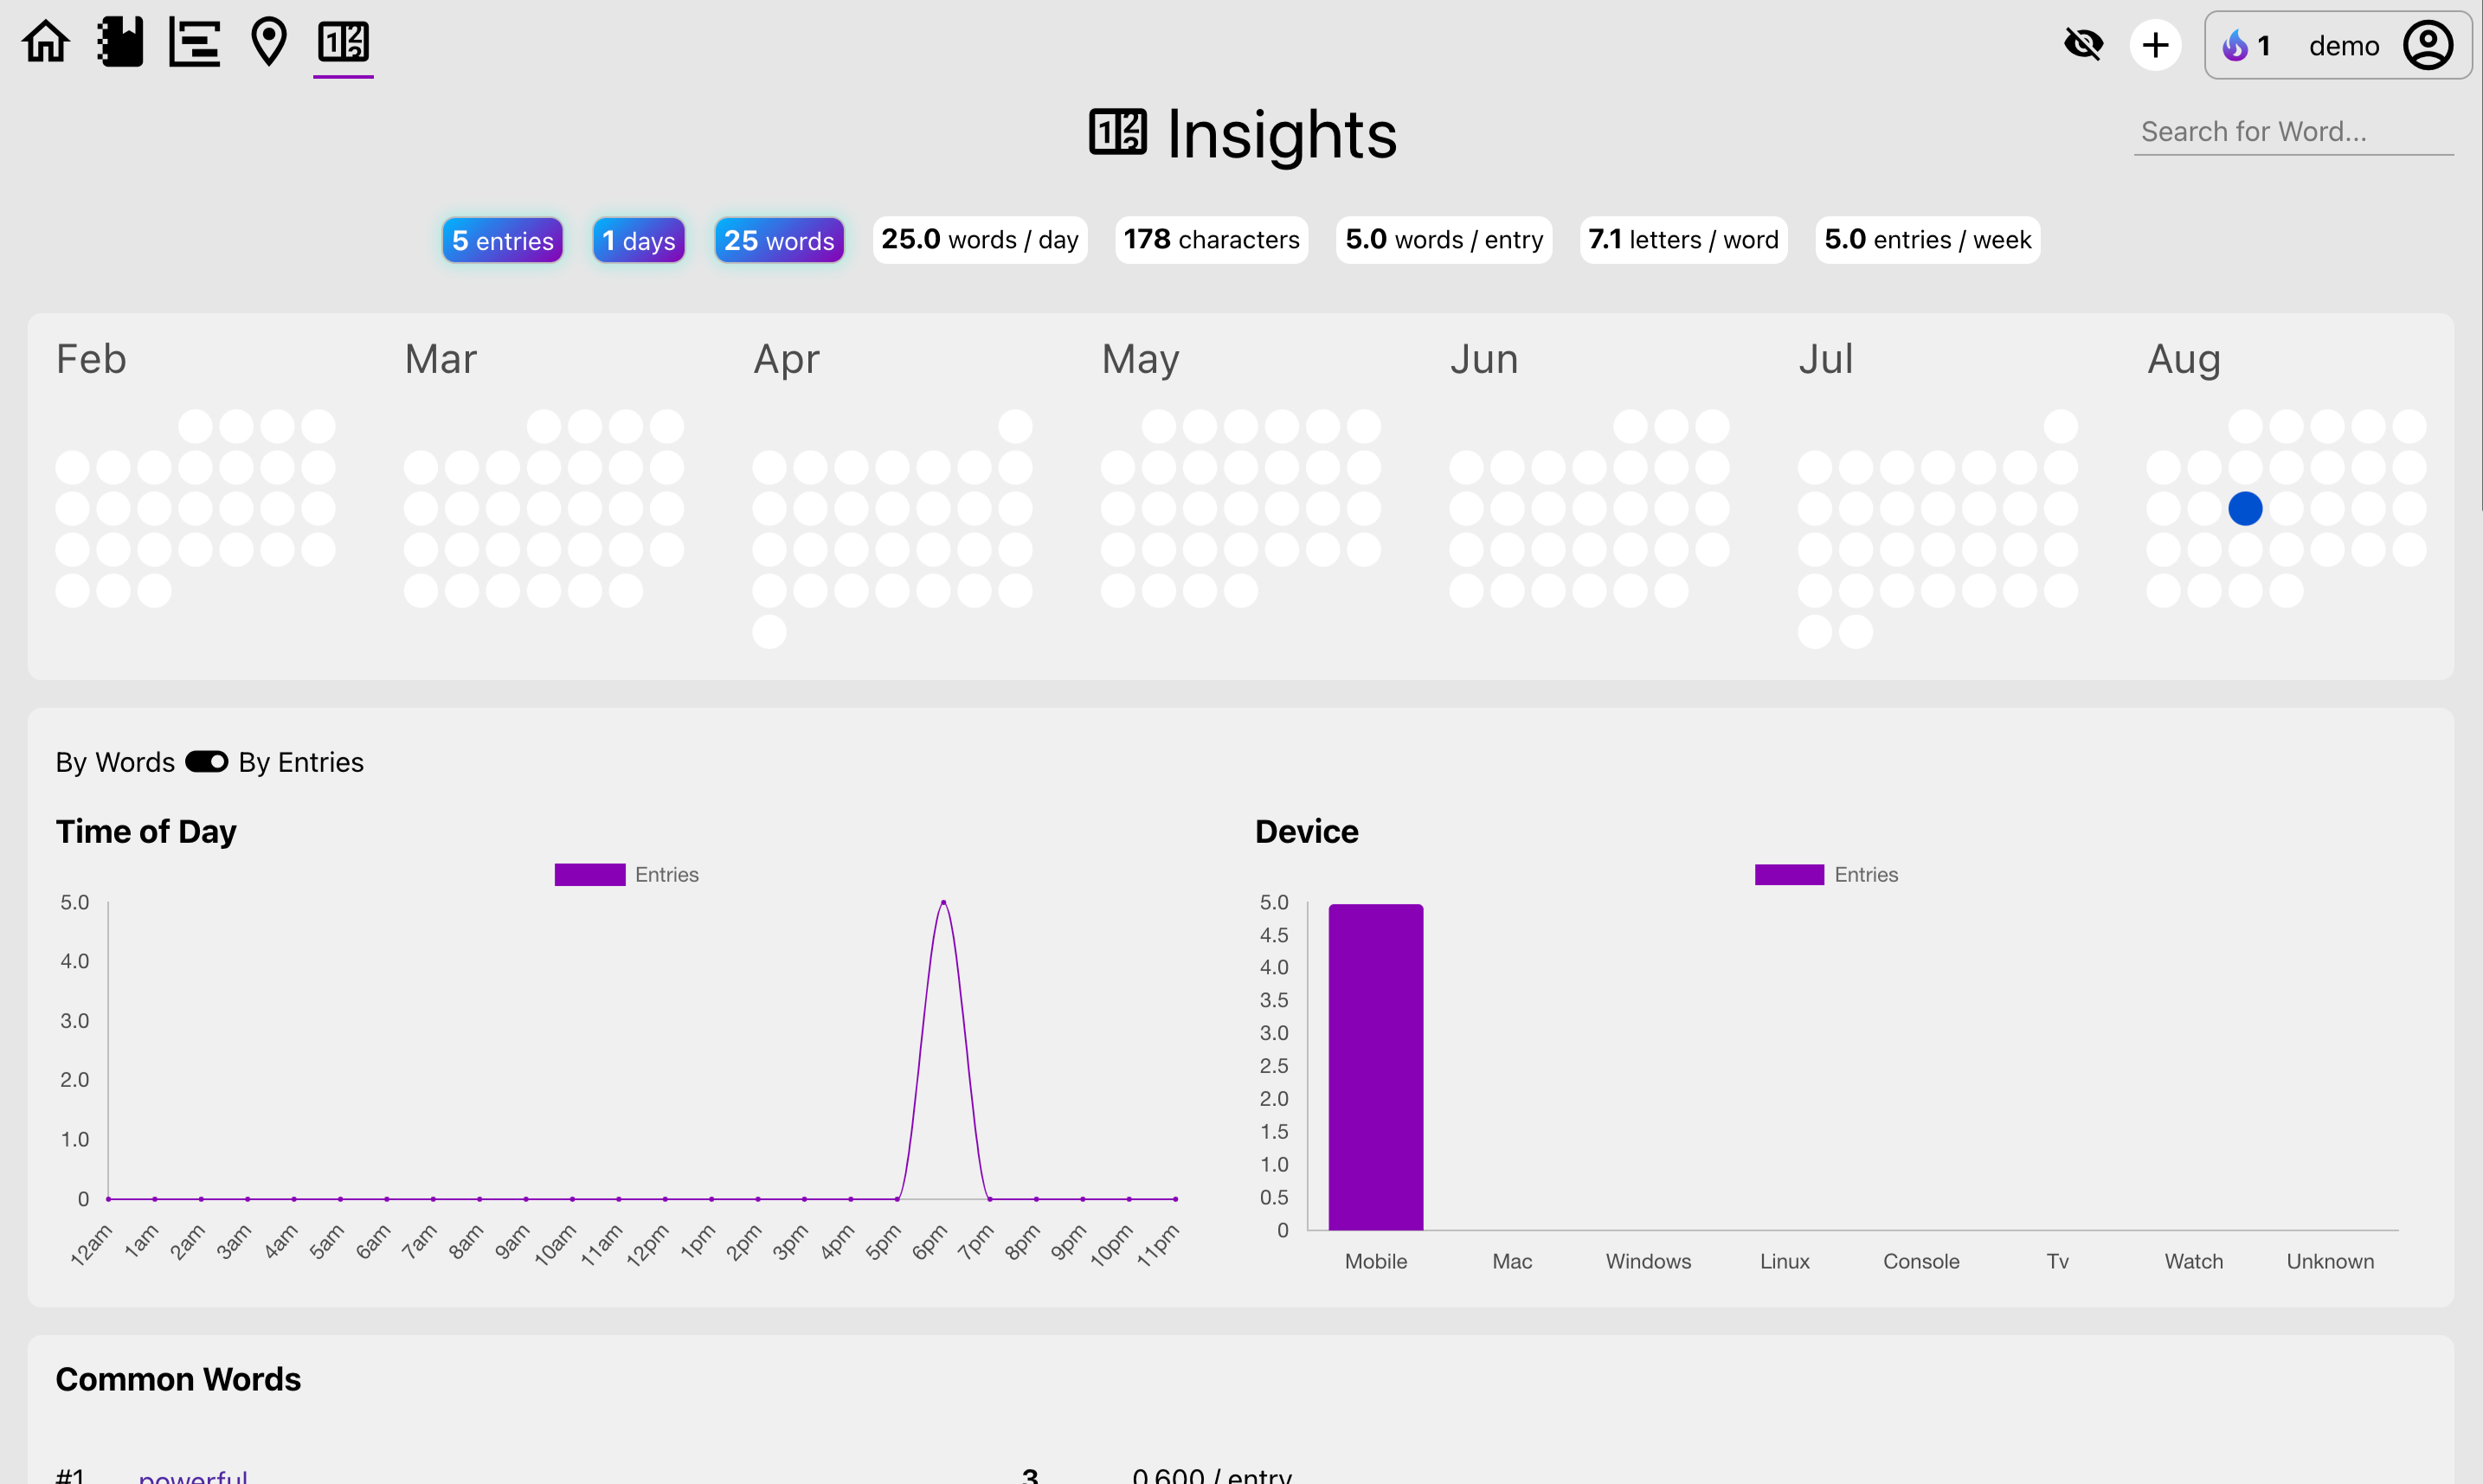 1 demo
Insights
Search for Word...
5 entries 1 days 25 words 25.0 words / day 178 characters 5.0 words / entry 7.1 letters / word 5.0 entries / week
Feb Mar Apr May Jun Jul Aug
By Words By Entries
Time of Day
Entries
5.0
4.0
3.0
2.0
1.0
0
12am 1am 2am 3am 4am 5am 6am 7am 8am 9am 10am 11am 12pm 1pm 2pm 3pm 4pm 5pm 6pm 7pm 8pm 9pm 10pm 11pm
Device
Entries
5.0
4.5
4.0
3.5
3.0
2.5
2.0
1.5
1.0
0.5
0
Mobile Mac Windows Linux Console Tv Watch Unknown
Common Words
#1 powerful 3 0.600 / entry